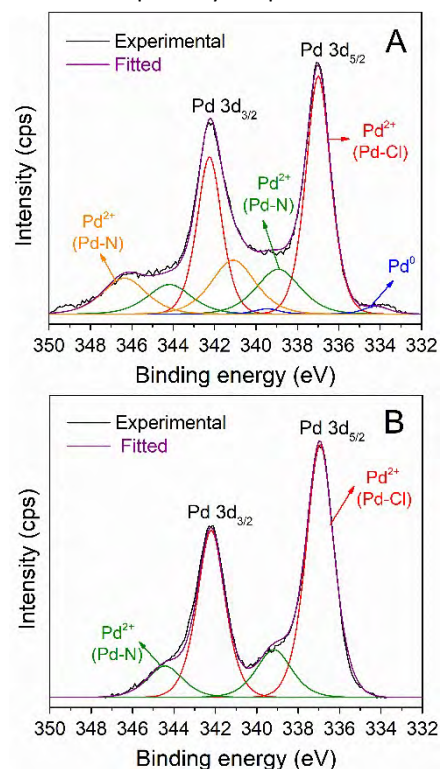 Experimental
Fitted
A
Pd 3d5/2
Pd 3d3/2
Pd2+
(Pd-Cl)
Pd2+
(Pd-N)
Pd2+
(Pd-N)
Pd0
Intensity (cps)
350 348 346 344 342 340 338 336 334 332
Binding energy (eV)
Experimental
Fitted
B
Pd 3d5/2
Pd 3d3/2
Pd2+
(Pd-Cl)
Pd2+
(Pd-N)
Intensity (cps)
350 348 346 344 342 340 338 336 334 332
Binding energy (eV)